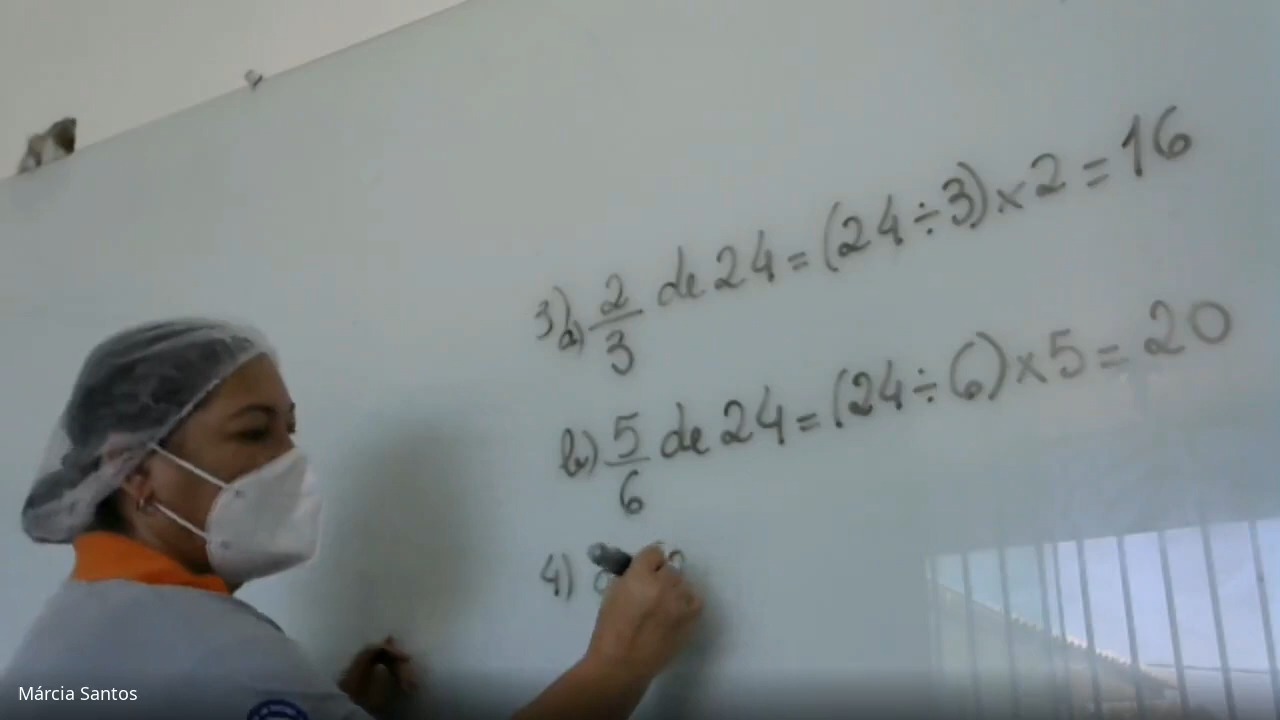 3) a) 2/3 de 24 = (24 ÷ 3) x 2 = 16
b) 5/6 de 24 = (24 ÷ 6) x 5 = 20
4)
Márcia Santos